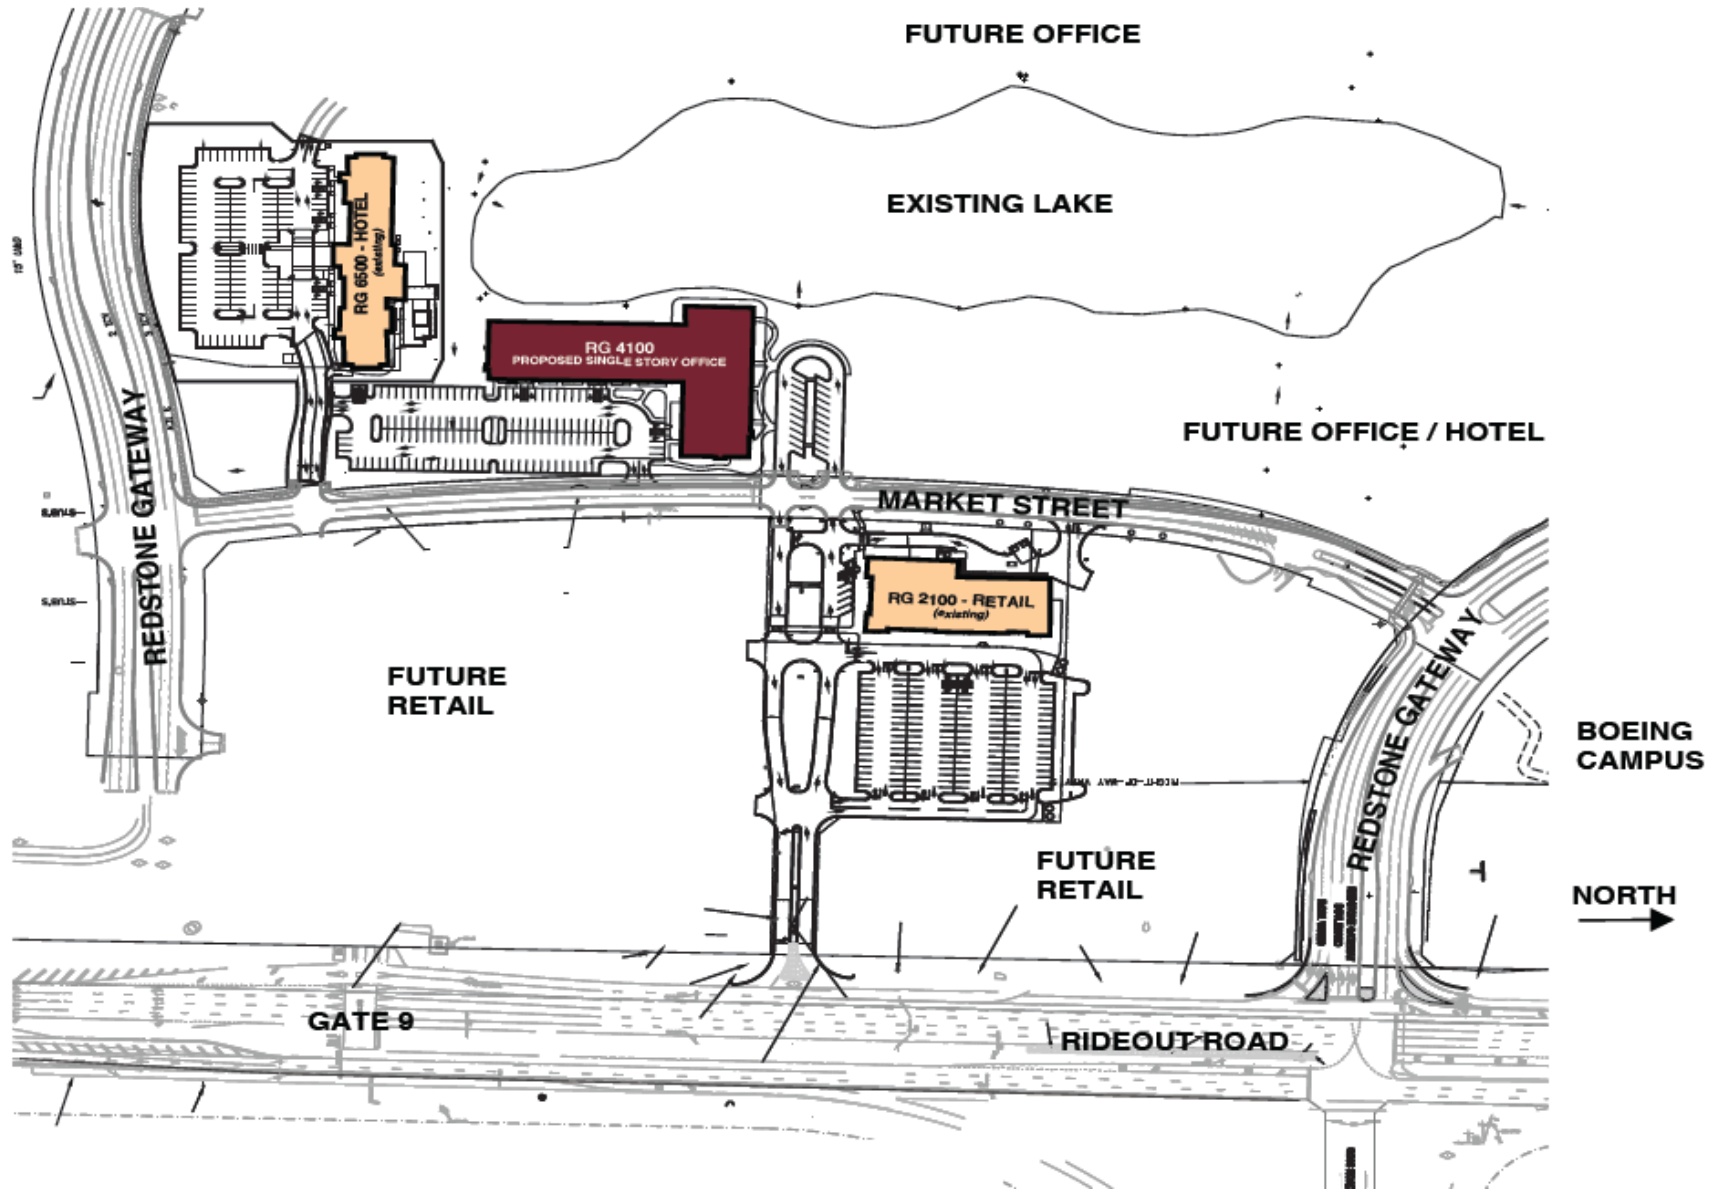 FUTURE OFFICE
EXISTING LAKE
RG 6500 - HOTEL
(existing)
RG 4100
PROPOSED SINGLE STORY OFFICE
FUTURE OFFICE / HOTEL
REDSTONE GATEWAY
MARKET STREET
RG 2100 - RETAIL
(existing)
REDSTONE GATEWAY
FUTURE
RETAIL
BOEING
CAMPUS
FUTURE
RETAIL
NORTH
GATE 9
RIDEOUT ROAD